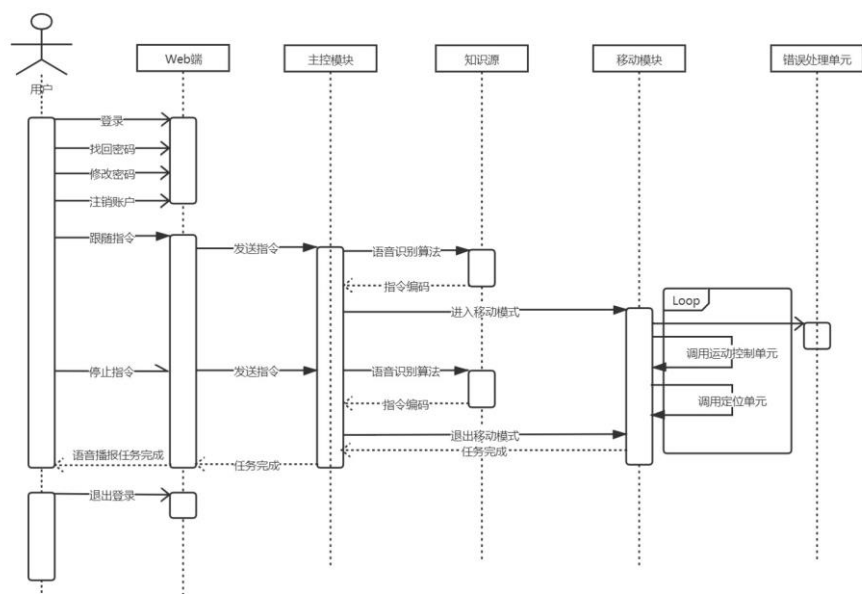 Web端
主控模块
知识源
移动模块
错误处理单元
用户
登录
找回密码
修改密码
注销账户
跟随指令
发送指令
语音识别算法
指令编码
Loop
进入移动模式
调用运动控制单元
停止指令
发送指令
语音识别算法
指令编码
调用定位单元
退出移动模式
语音播报任务完成
任务完成
任务完成
退出登录